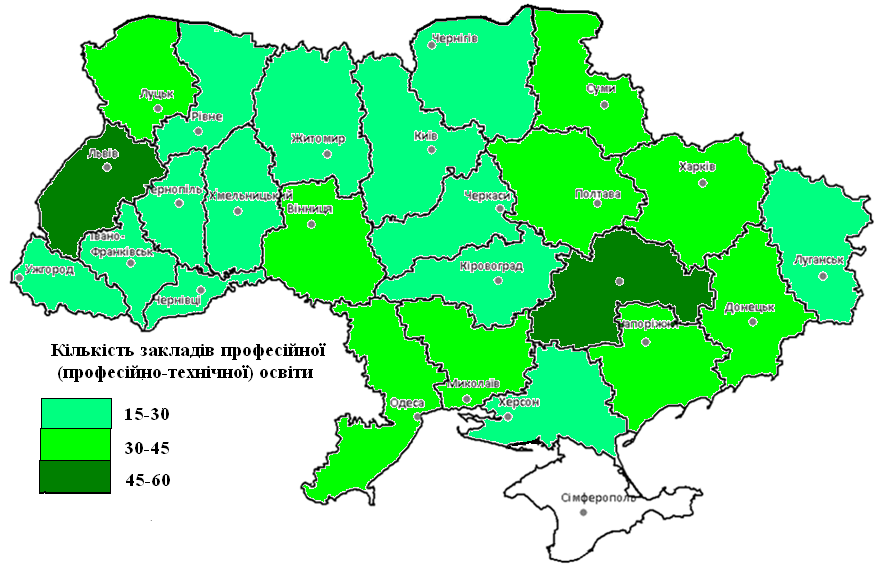 Чернігів
Суми
Луцьк
Рівне
Житомир
Київ
Львів
Харків
Тернопіль
Хмельницький
Вінниця
Черкаси
Полтава
Івано-
Франківськ
Ужгород
Чернівці
Кіровоград
Луганськ
Донецьк
Запоріжжя
Миколаїв
Одеса
Херсон
Сімферополь
Кількість закладів професійної
(професійно-технічної) освіти
15-30
30-45
45-60